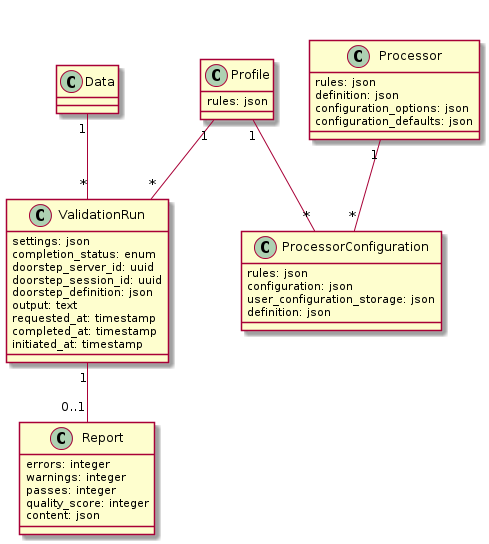 C Data
C Profile
rules: json
C Processor
rules: json
definition: json
configuration_options: json
configuration_defaults: json
1
1
1
1
*
*
*
*
C ValidationRun
settings: json
completion_status: enum
doorstep_server_id: uuid
doorstep_session_id: uuid
doorstep_definition: json
output: text
requested_at: timestamp
completed_at: timestamp
initiated_at: timestamp
C ProcessorConfiguration
rules: json
configuration: json
user_configuration_storage: json
definition: json
1
0..1
C Report
errors: integer
warnings: integer
passes: integer
quality_score: integer
content: json